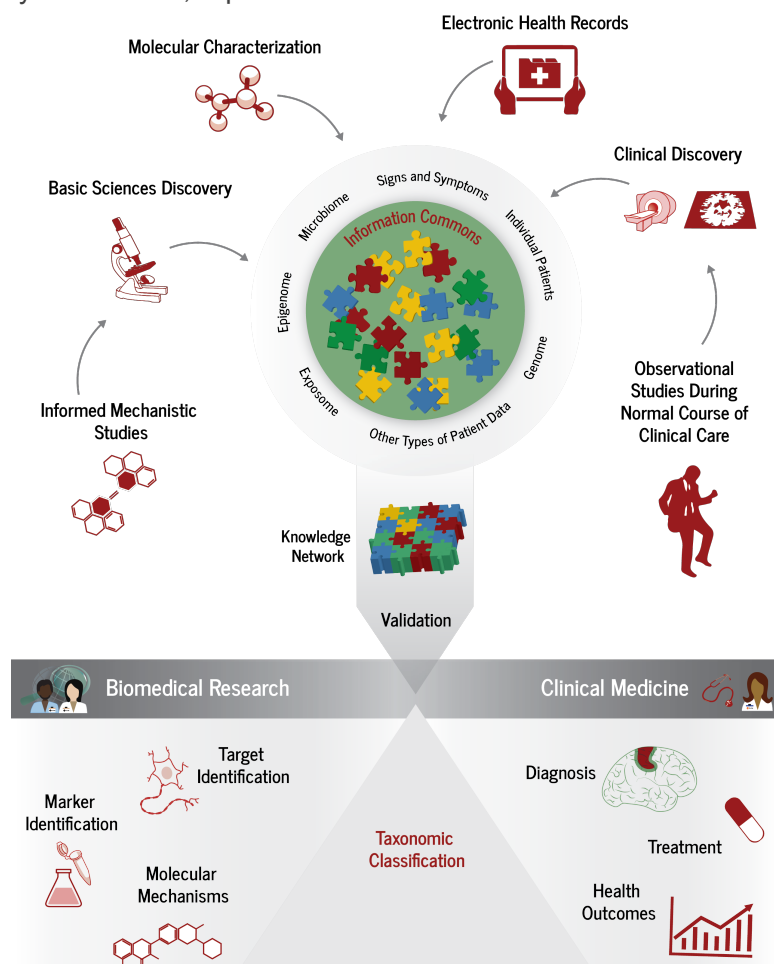 Electronic Health Records
Molecular Characterization
Clinical Discovery
Basic Sciences Discovery
Signs and Symptoms
Microbiome
Individual Patients
Information Commons
Epigenome
Genome
Exposome
Other Types of Patient Data
Informed Mechanistic
Studies
Observational
Studies During
Normal Course of
Clinical Care
Knowledge
Network
Validation
Biomedical Research
Clinical Medicine
Target
Identification
Diagnosis
Marker
Identification
Taxonomic
Classification
Treatment
Molecular
Mechanisms
Health
Outcomes